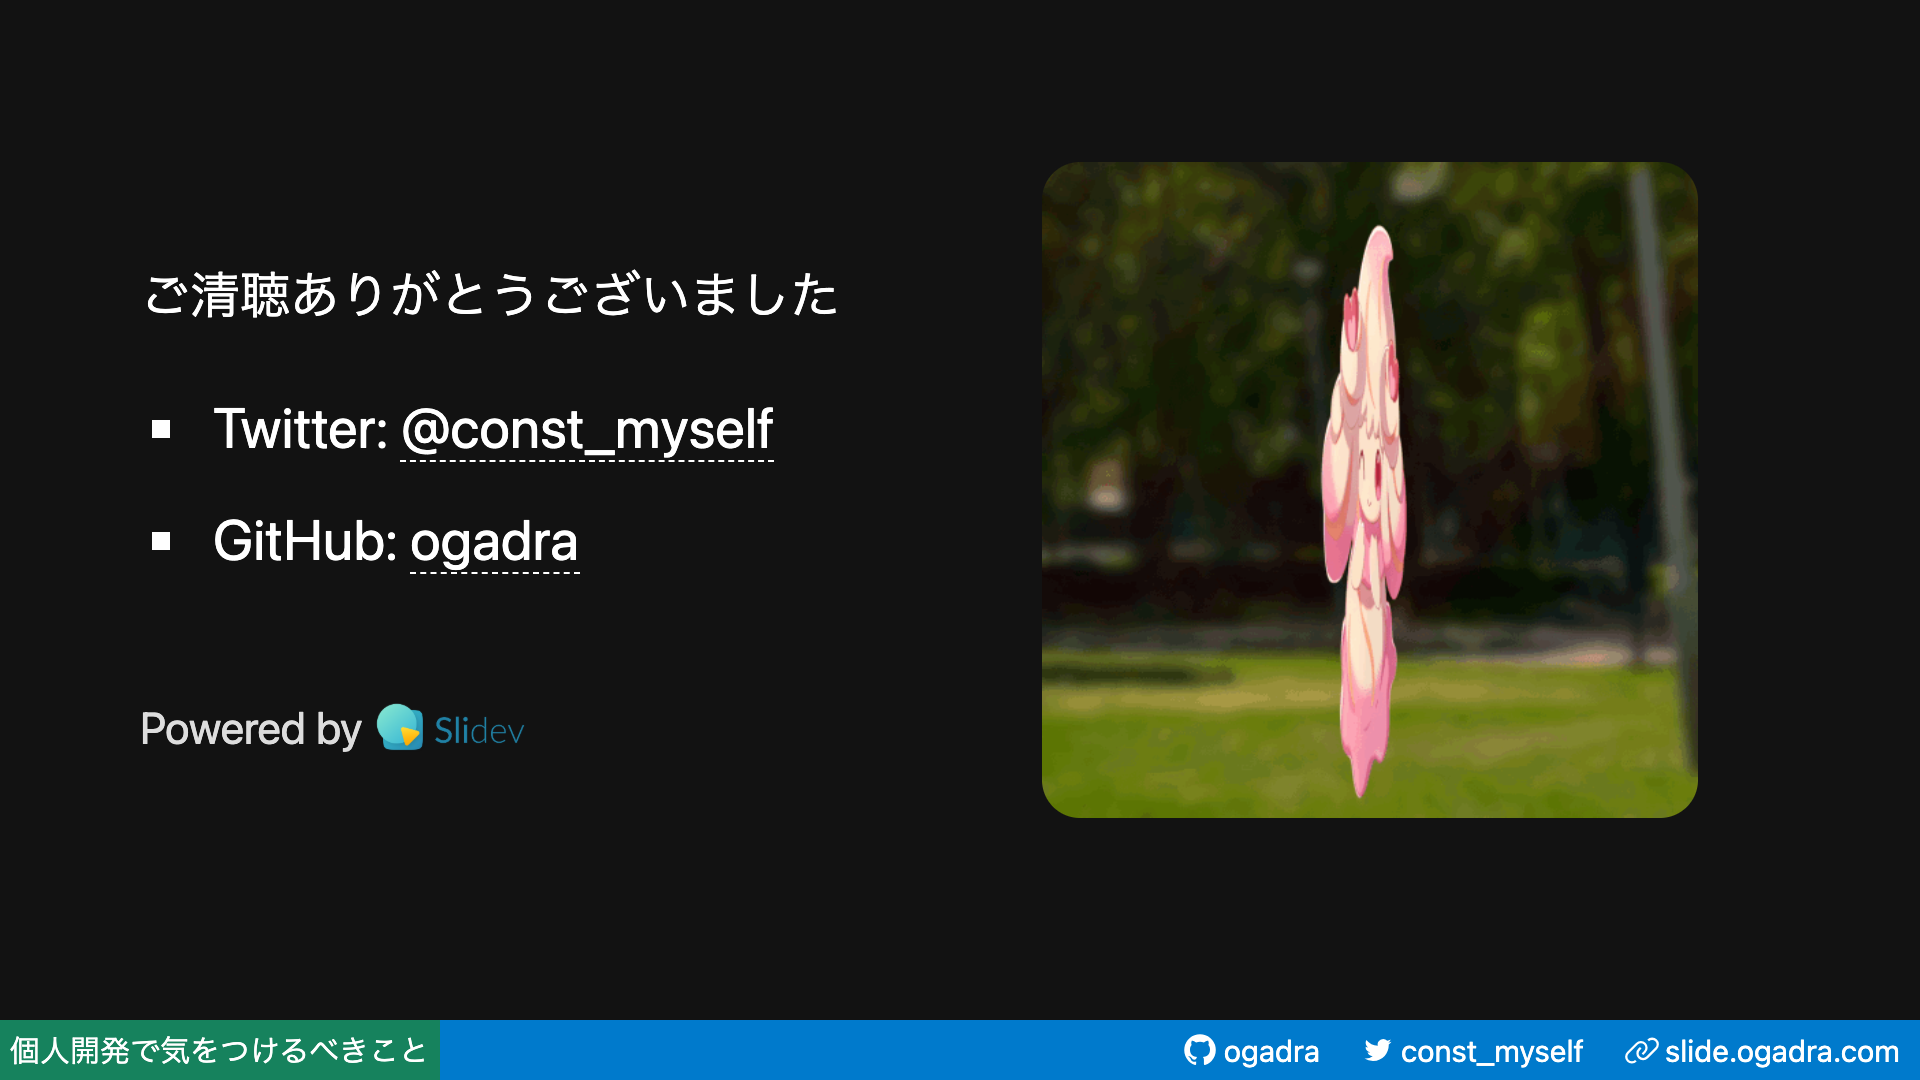 ご清聴ありがとうございました
Twitter: @const_myself
GitHub: ogadra
Powered by Slidev
個人開発で気をつけるべきこと
ogadra
const_myself
slide.ogadra.com